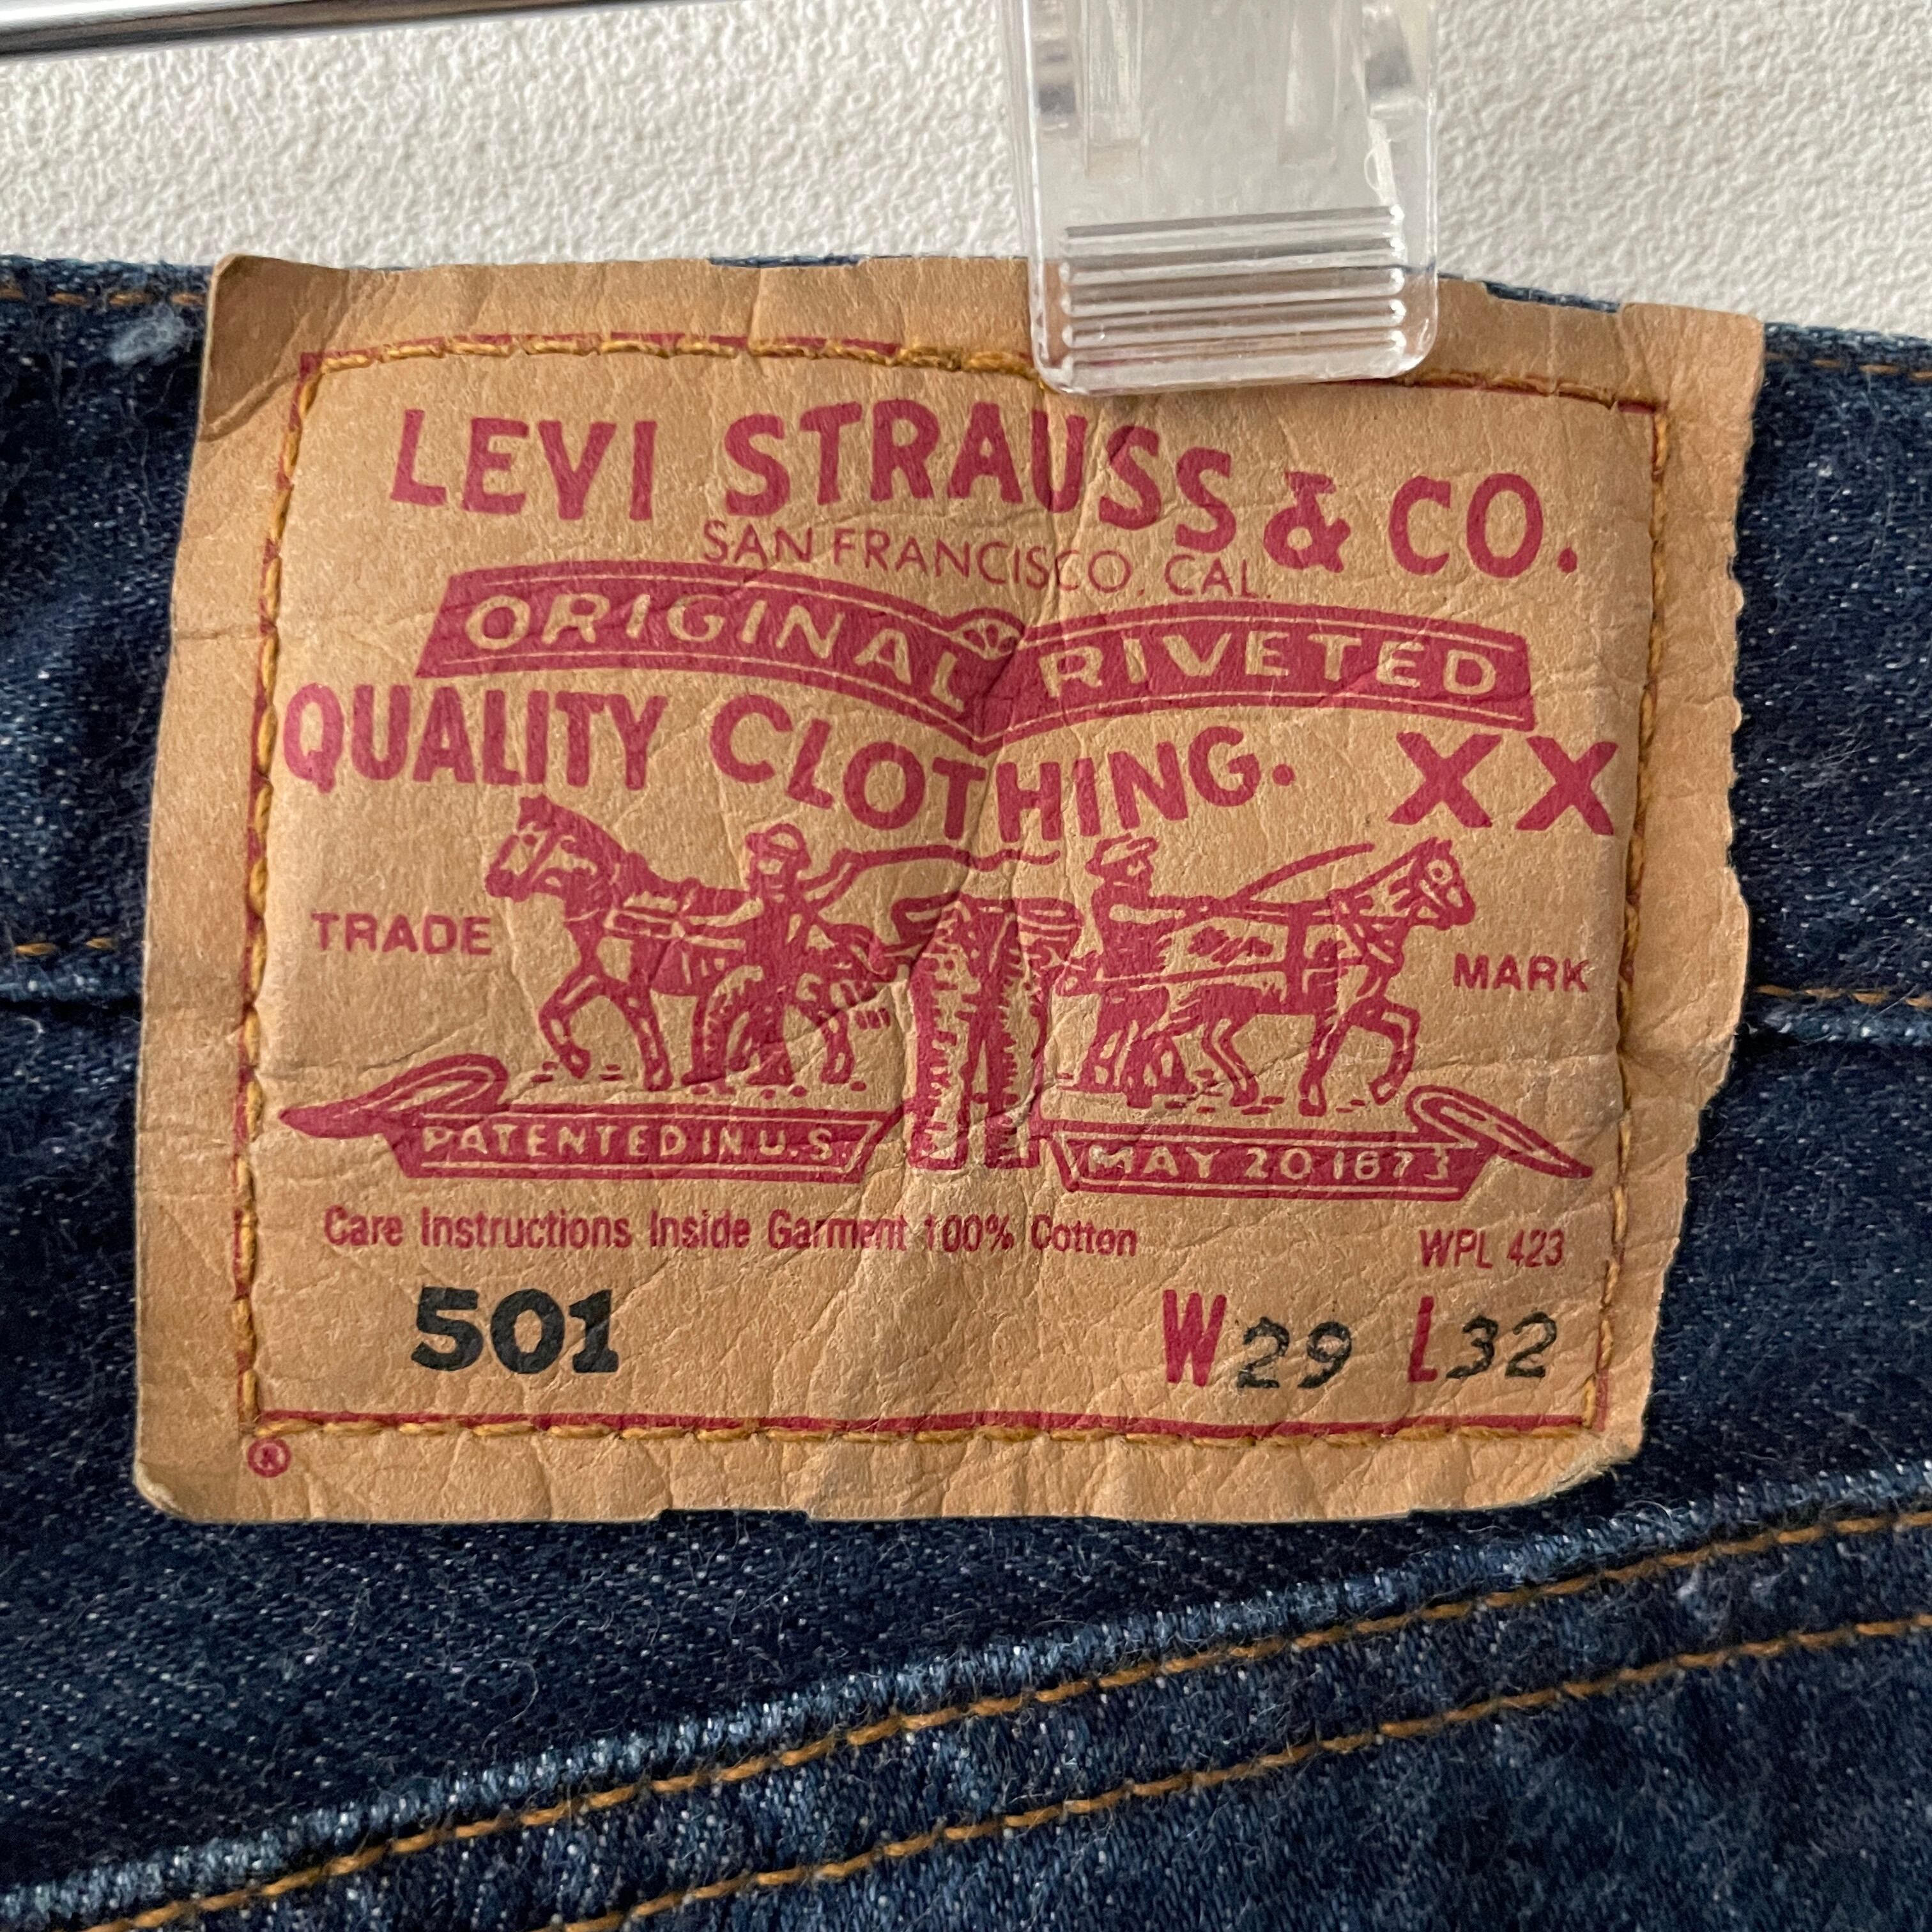 LEVI STRAUSS & CO.
SAN FRANCISCO, CAL.
ORIGINAL RIVETED
QUALITY CLOTHING. XX
TRADE MARK
PATENTED IN U.S. MAY 20 1873
Care Instructions Inside Garment 100% Cotton WPL 423
501 W29 L32
®